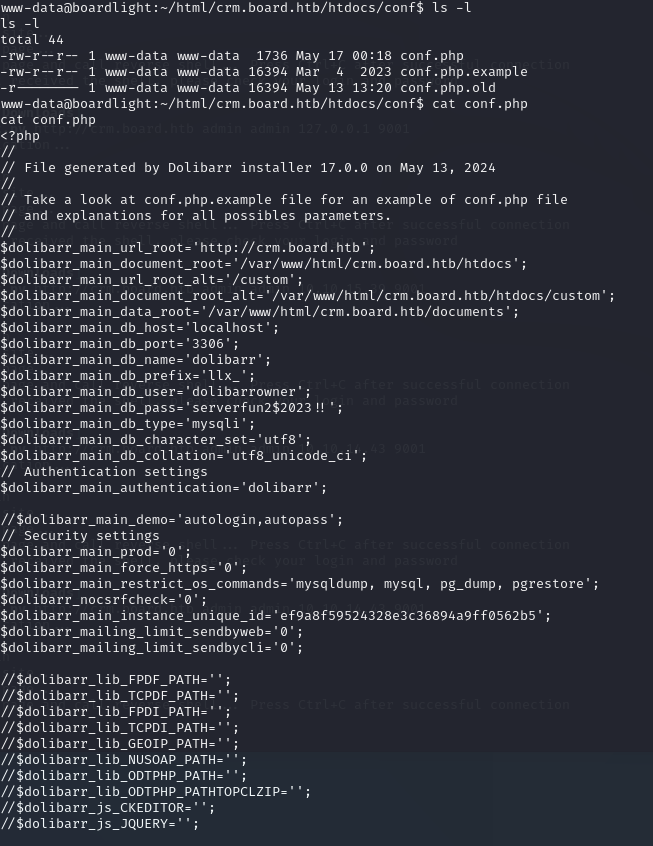 www-data@boardlight:~/html/crm.board.htb/htdocs/conf$ ls -l
ls -l
total 44
-rw-r--r-- 1 www-data www-data  1736 May 17 00:18 conf.php
-rw-rw-r-- 1 www-data www-data 16394 Mar  4  2023 conf.php.example
-r-------- 1 www-data www-data 16394 May 13 13:20 conf.php.old
www-data@boardlight:~/html/crm.board.htb/htdocs/conf$ cat conf.php
cat conf.php
<?php
//
// File generated by Dolibarr installer 17.0.0 on May 13, 2024
//
// Take a look at conf.php.example file for an example of conf.php file
// and explanations for all possibles parameters.
//
$dolibarr_main_url_root='http://crm.board.htb';
$dolibarr_main_document_root='/var/www/html/crm.board.htb/htdocs';
$dolibarr_main_url_root_alt='/custom';
$dolibarr_main_document_root_alt='/var/www/html/crm.board.htb/htdocs/custom';
$dolibarr_main_data_root='/var/www/html/crm.board.htb/documents';
$dolibarr_main_db_host='localhost';
$dolibarr_main_db_port='3306';
$dolibarr_main_db_name='dolibarr';
$dolibarr_main_db_prefix='llx_';
$dolibarr_main_db_user='dolibarrowner';
$dolibarr_main_db_pass='serverfun2$2023!!';
$dolibarr_main_db_type='mysqli';
$dolibarr_main_db_character_set='utf8';
$dolibarr_main_db_collation='utf8_unicode_ci';
// Authentication settings
$dolibarr_main_authentication='dolibarr';

//$dolibarr_main_demo='autologin,autopass';
// Security settings
$dolibarr_main_prod='0';
$dolibarr_main_force_https='0';
$dolibarr_main_restrict_os_commands='mysqldump, mysql, pg_dump, pgrestore';
$dolibarr_nocsrfcheck='0';
$dolibarr_main_instance_unique_id='ef9a8f59524328e3c36894a9ff0562b5';
$dolibarr_mailing_limit_sendbyweb='0';
$dolibarr_mailing_limit_sendbycli='0';

//$dolibarr_lib_FPDF_PATH='';
//$dolibarr_lib_TCPDF_PATH='';
//$dolibarr_lib_FPDI_PATH='';
//$dolibarr_lib_TCPDI_PATH='';
//$dolibarr_lib_GEOIP_PATH='';
//$dolibarr_lib_NUSOAP_PATH='';
//$dolibarr_lib_ODTPHP_PATH='';
//$dolibarr_lib_ODTPHP_PATHTOPCLZIP='';
//$dolibarr_js_CKEDITOR='';
//$dolibarr_js_JQUERY='';